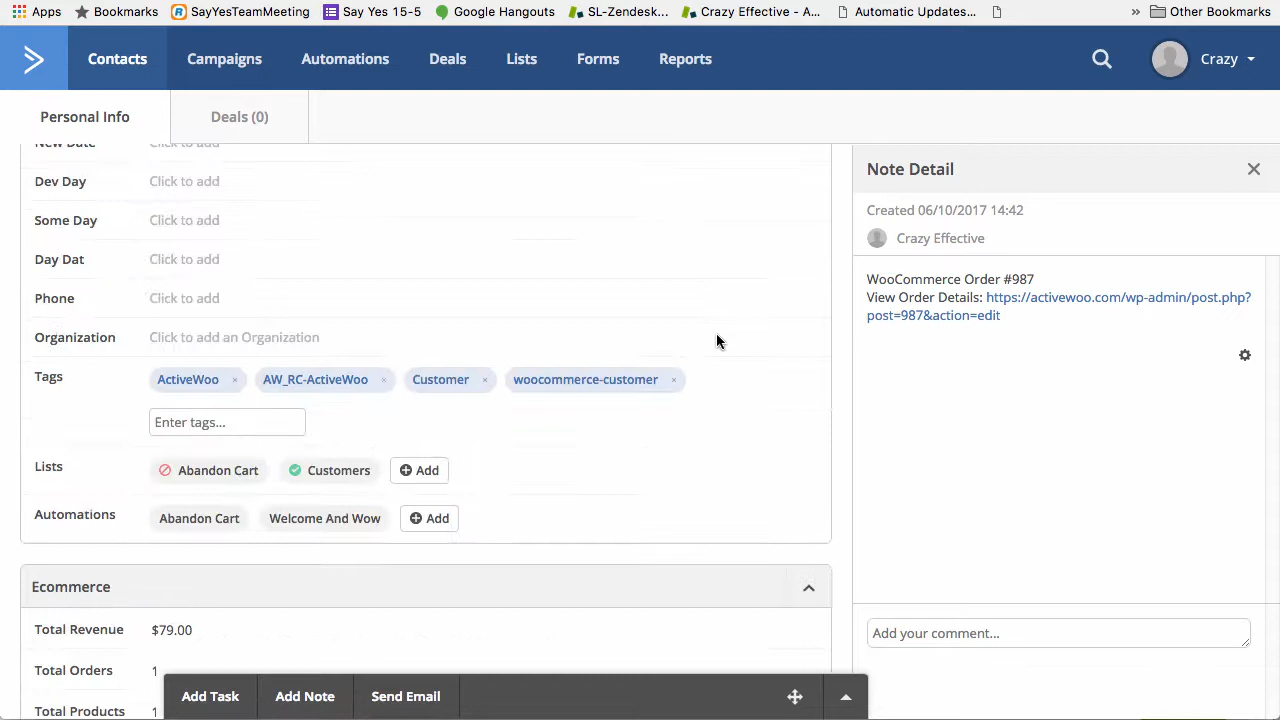 Apps Bookmarks SayYesTeamMeeting Say Yes 15-5 Google Hangouts SL-Zendesk... Crazy Effective - A... Automatic Updates... » Other Bookmarks
Contacts Campaigns Automations Deals Lists Forms Reports Crazy
Personal Info Deals (0)
New Date Click to add
Dev Day Click to add
Some Day Click to add
Day Dat Click to add
Phone Click to add
Organization Click to add an Organization
Tags ActiveWoo × AW_RC-ActiveWoo × Customer × woocommerce-customer ×
Enter tags...
Lists Abandon Cart Customers Add
Automations Abandon Cart Welcome And Wow Add
Ecommerce
Total Revenue $79.00
Total Orders 1
Total Products 1
Add Task Add Note Send Email
Note Detail
Created 06/10/2017 14:42
Crazy Effective
WooCommerce Order #987
View Order Details: https://activewoo.com/wp-admin/post.php?
post=987&action=edit
Add your comment...